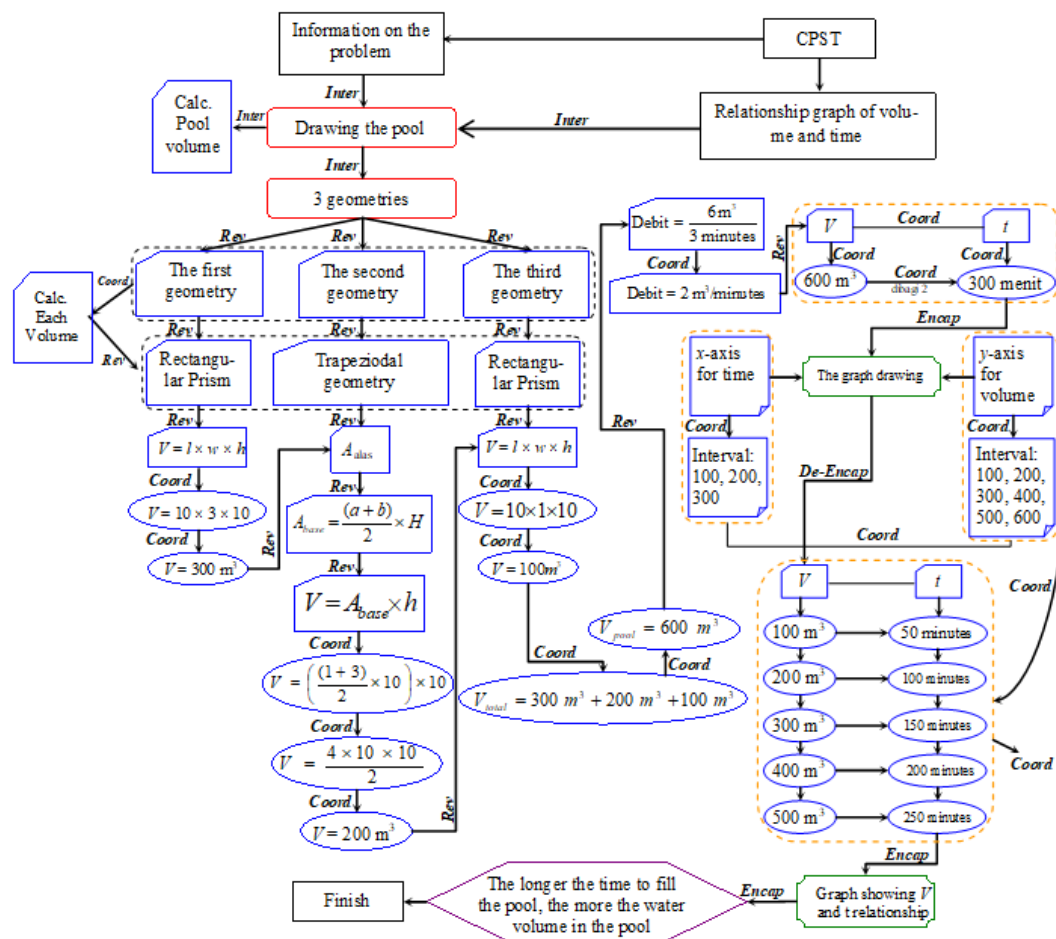 Information on the
problem
CPST
Calc.
Pool
volume
Inter
Inter
Drawing the pool
Inter
Relationship graph of volu-
me and time
Inter
3 geometries
Rev
Rev
Rev
The first
geometry
The second
geometry
The third
geometry
Coord
Calc.
Each
Volume
Rev
Rev
Rev
Rev
Rectangu-
lar Prism
Trapeziodal
geometry
Rectangu-
lar Prism
Rev
Rev
Rev
V = l × w × h
Coord
V = 10 × 3 × 10
Coord
V = 300 m³
Rev
A alas
Rev
A base = (a + b) / 2 × H
Rev
V = A base × h
Coord
V = ((1 + 3) / 2 × 10) × 10
Coord
V = 4 × 10 × 10 / 2
Coord
V = 200 m³
Rev
V = l × w × h
Coord
V = 10×1×10
Coord
V = 100m³
Coord
V total = 300 m³ + 200 m³ + 100 m³
Coord
V pool = 600 m³
Rev
Debit = 6 m³ / 3 minutes
Coord
Debit = 2 m³/minutes
Rev
V
Coord
t
Coord
Coord
600 m³
Coord
dibagi 2
300 menit
Encap
x-axis
for time
The graph drawing
y-axis
for
volume
Coord
Coord
Interval:
100, 200,
300
De-Encap
Interval:
100, 200,
300, 400,
500, 600
Coord
V
t
Coord
100 m³
50 minutes
200 m³
100 minutes
300 m³
150 minutes
400 m³
200 minutes
Coord
500 m³
250 minutes
Encap
Graph showing V
and t relationship
Encap
The longer the time to fill
the pool, the more the water
volume in the pool
Finish